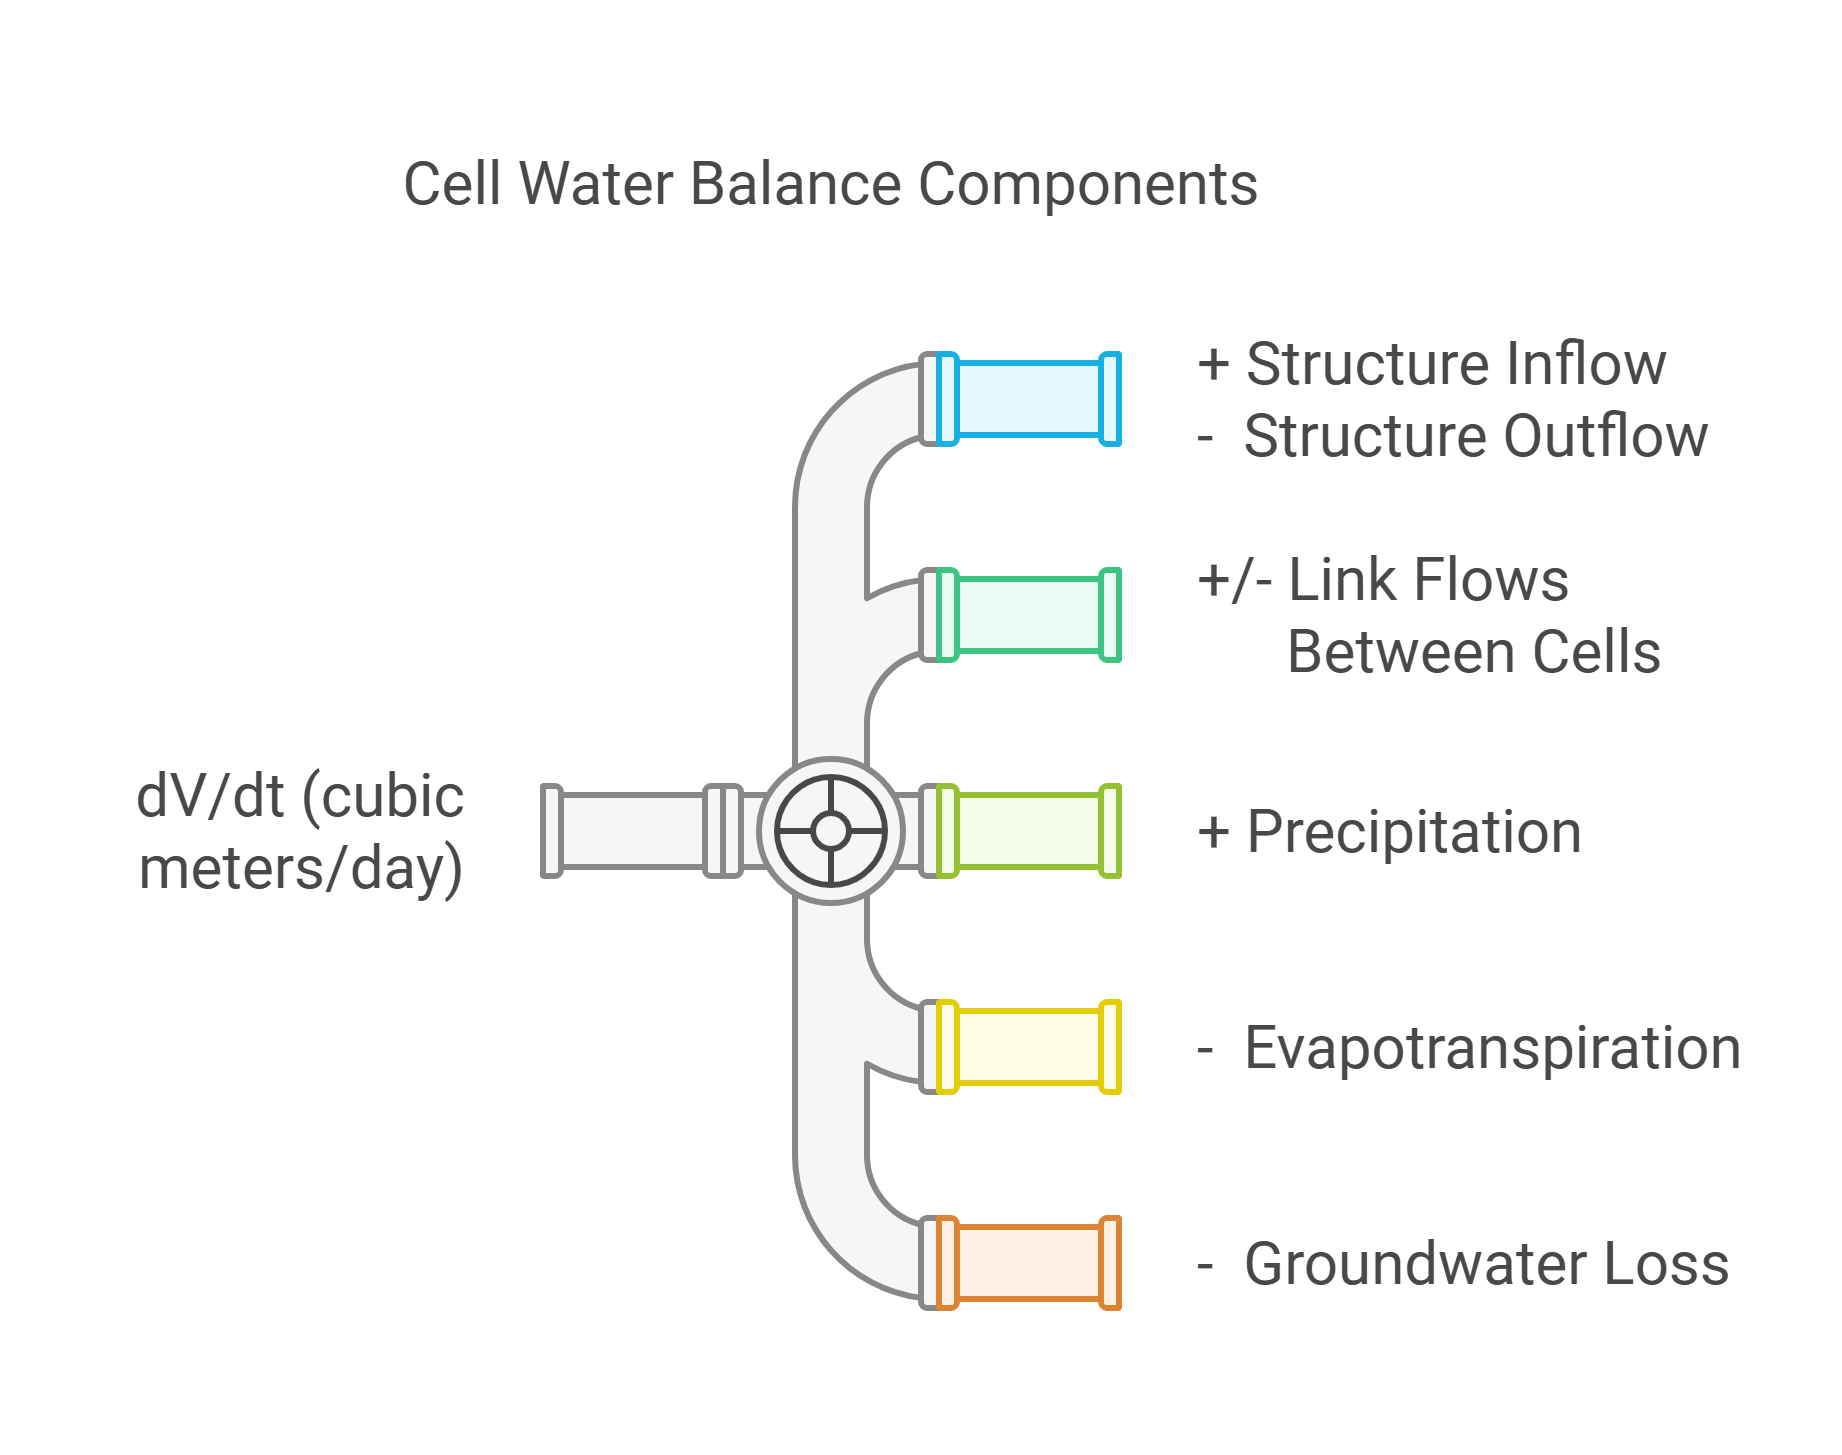 Cell Water Balance Components
+ Structure Inflow
- Structure Outflow
+/- Link Flows
Between Cells
dV/dt (cubic
meters/day)
+ Precipitation
- Evapotranspiration
- Groundwater Loss